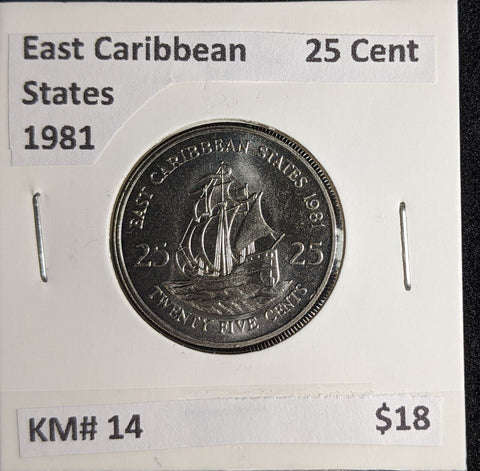 East Caribbean 25 Cent
States
1981
EAST CARIBBEAN STATES 1981
25 25
TWENTY FIVE CENTS
KM# 14 $18